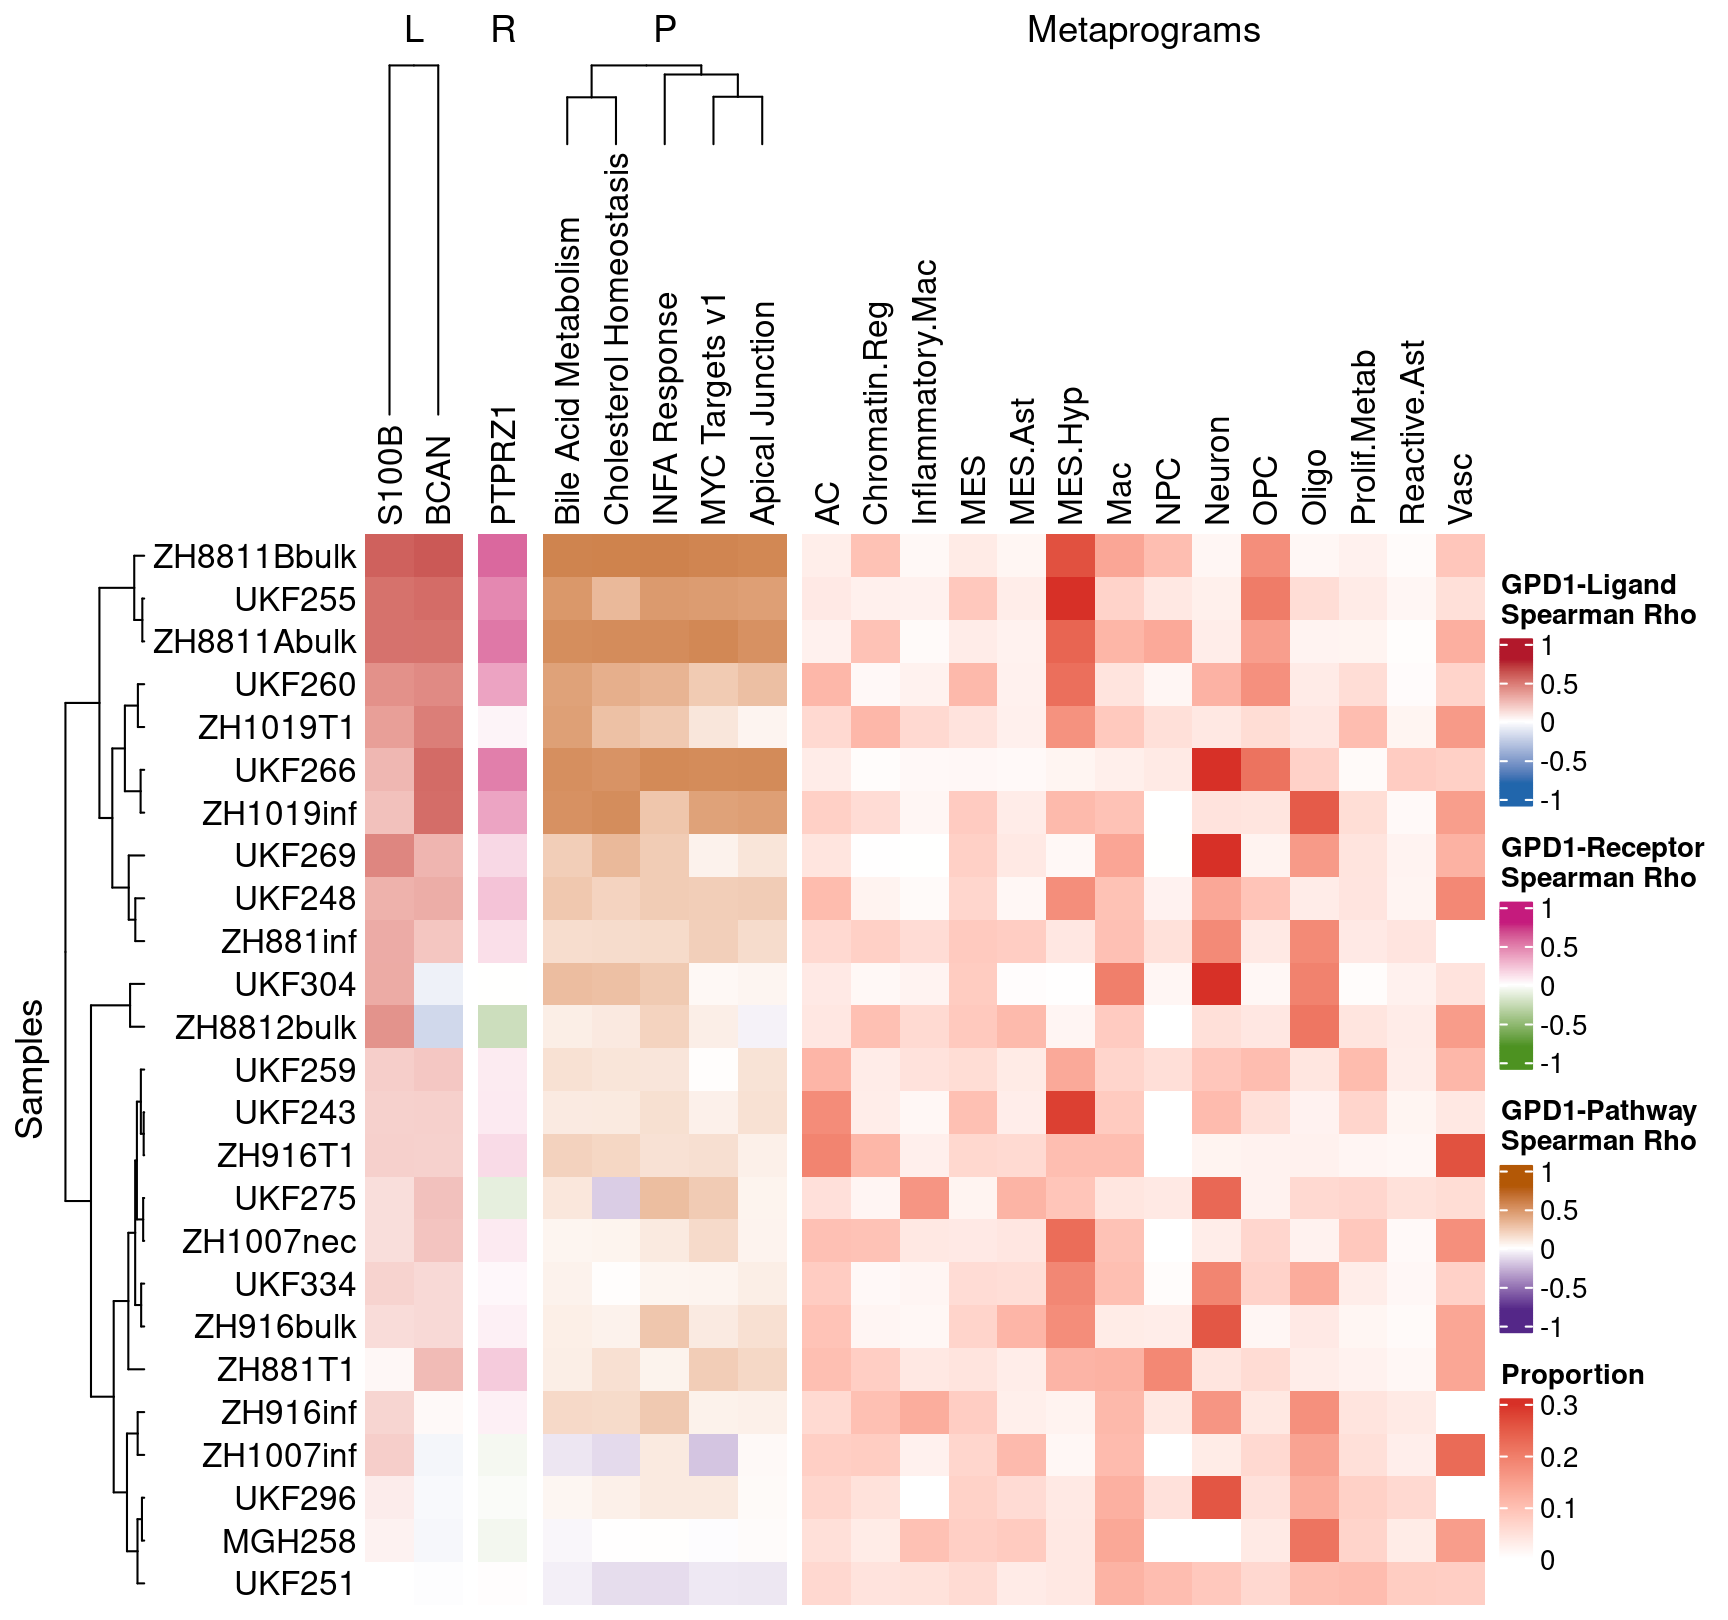 L R P Metaprograms
S100B
BCAN
PTPRZ1
Bile Acid Metabolism
Cholesterol Homeostasis
INFA Response
MYC Targets v1
Apical Junction
AC
Chromatin.Reg
Inflammatory.Mac
MES
MES.Ast
MES.Hyp
Mac
NPC
Neuron
OPC
Oligo
Prolif.Metab
Reactive.Ast
Vasc
Samples
ZH8811Bbulk
UKF255
ZH8811Abulk
UKF260
ZH1019T1
UKF266
ZH1019inf
UKF269
UKF248
ZH881inf
UKF304
ZH8812bulk
UKF259
UKF243
ZH916T1
UKF275
ZH1007nec
UKF334
ZH916bulk
ZH881T1
ZH916inf
ZH1007inf
UKF296
MGH258
UKF251
GPD1-Ligand
Spearman Rho
1
0.5
0
-0.5
-1
GPD1-Receptor
Spearman Rho
1
0.5
0
-0.5
-1
GPD1-Pathway
Spearman Rho
1
0.5
0
-0.5
-1
Proportion
0.3
0.2
0.1
0